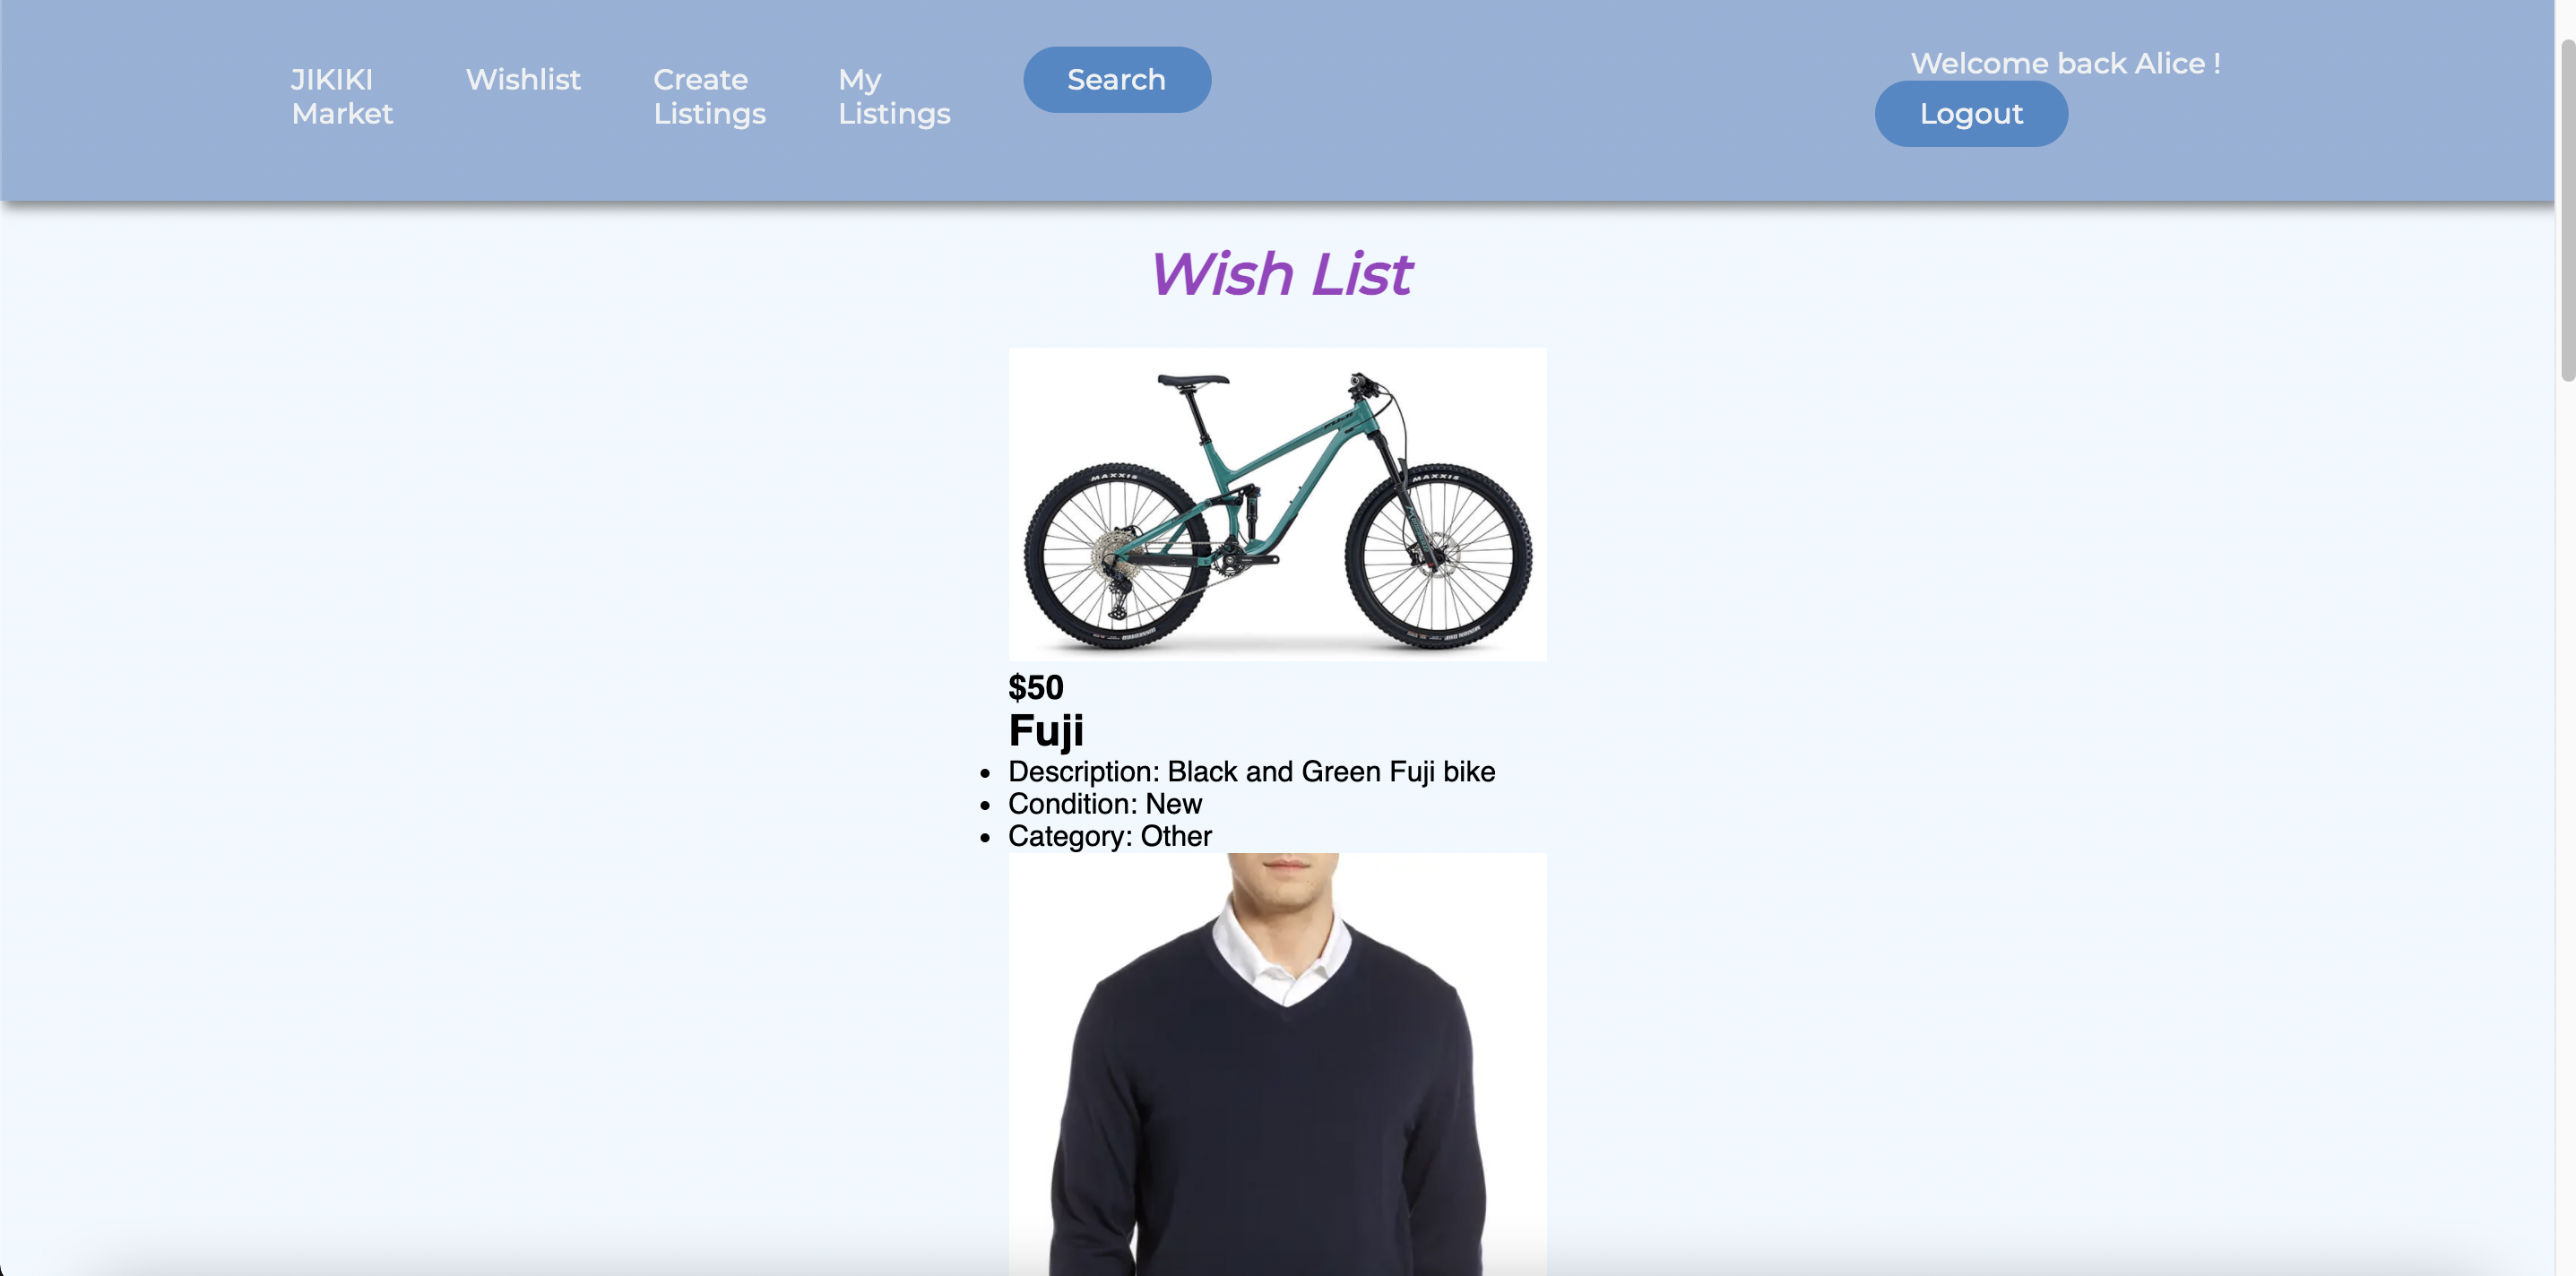 JIKIKI
Market
Wishlist
Create
Listings
My
Listings
Search
Welcome back Alice !
Logout
Wish List
MAXXIS
MAXXIS
$50
Fuji
Description: Black and Green Fuji bike
Condition: New
Category: Other